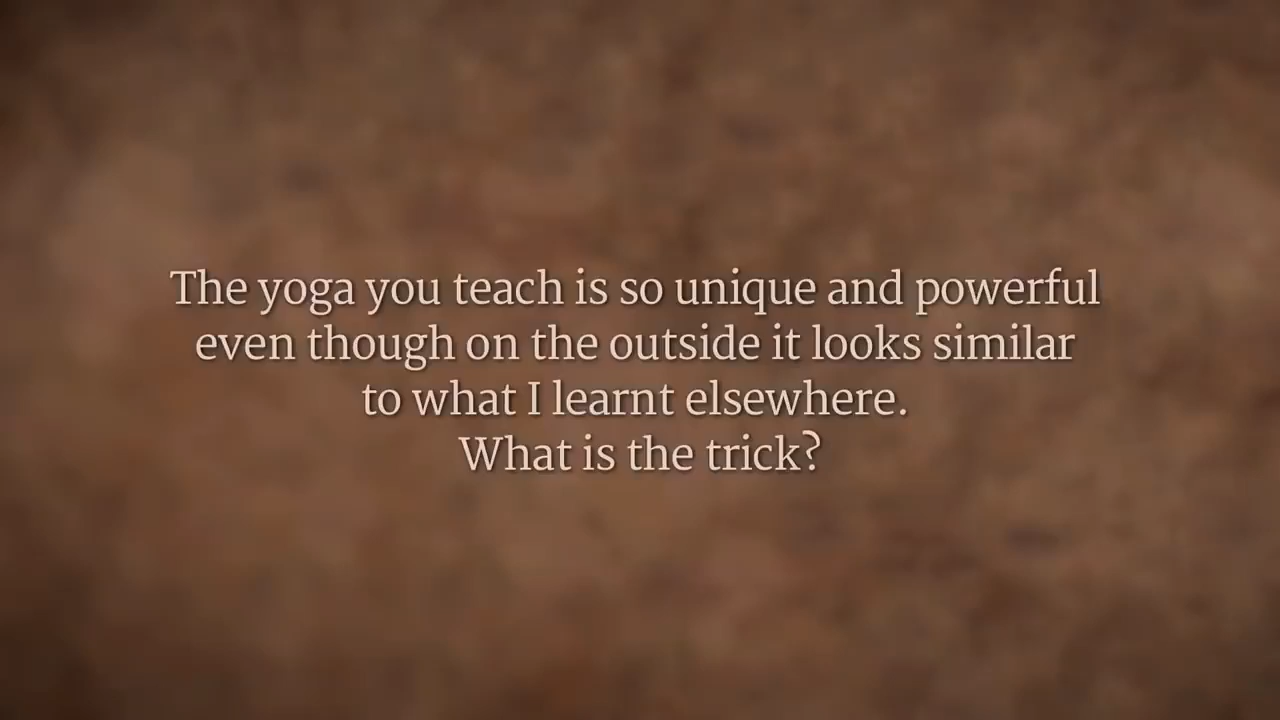 The yoga you teach is so unique and powerful
even though on the outside it looks similar
to what I learnt elsewhere.
What is the trick?